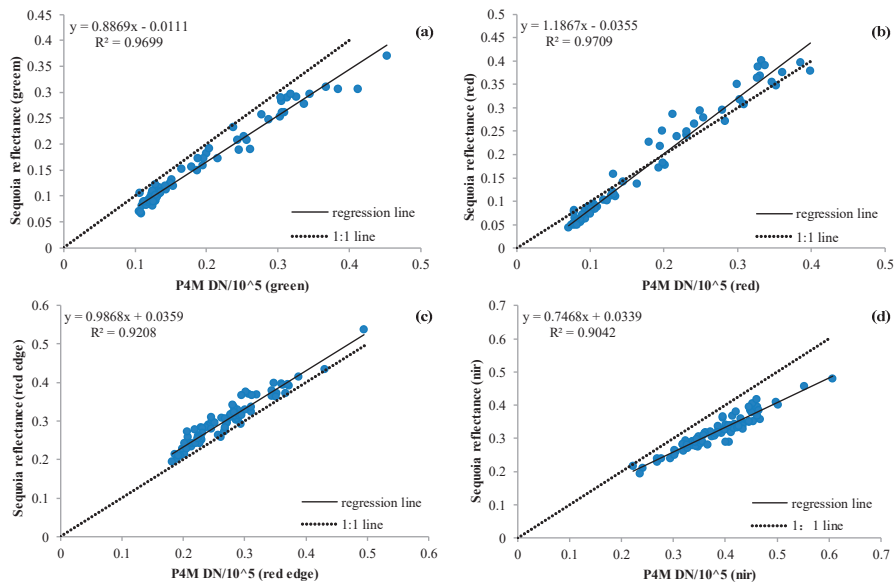 y = 0.8869x - 0.0111
R² = 0.9699
(a)
0.45
0.4
0.35
0.3
0.25
0.2
0.15
0.1
0.05
0
0 0.1 0.2 0.3 0.4 0.5
Sequoia reflectance (green)
P4M DN/10^5 (green)
regression line
1:1 line
y = 1.1867x - 0.0355
R² = 0.9709
(b)
0.45
0.4
0.35
0.3
0.25
0.2
0.15
0.1
0.05
0
0 0.1 0.2 0.3 0.4 0.5
Sequoia reflectance (red)
P4M DN/10^5 (red)
regression line
1:1 line
y = 0.9868x + 0.0359
R² = 0.9208
(c)
0.6
0.5
0.4
0.3
0.2
0.1
0
0 0.1 0.2 0.3 0.4 0.5 0.6
Sequoia reflectance (red edge)
P4M DN/10^5 (red edge)
regression line
1:1 line
y = 0.7468x + 0.0339
R² = 0.9042
(d)
0.7
0.6
0.5
0.4
0.3
0.2
0.1
0
0 0.1 0.2 0.3 0.4 0.5 0.6 0.7
Sequoia reflectance (nir)
P4M DN/10^5 (nir)
regression line
1：1 line